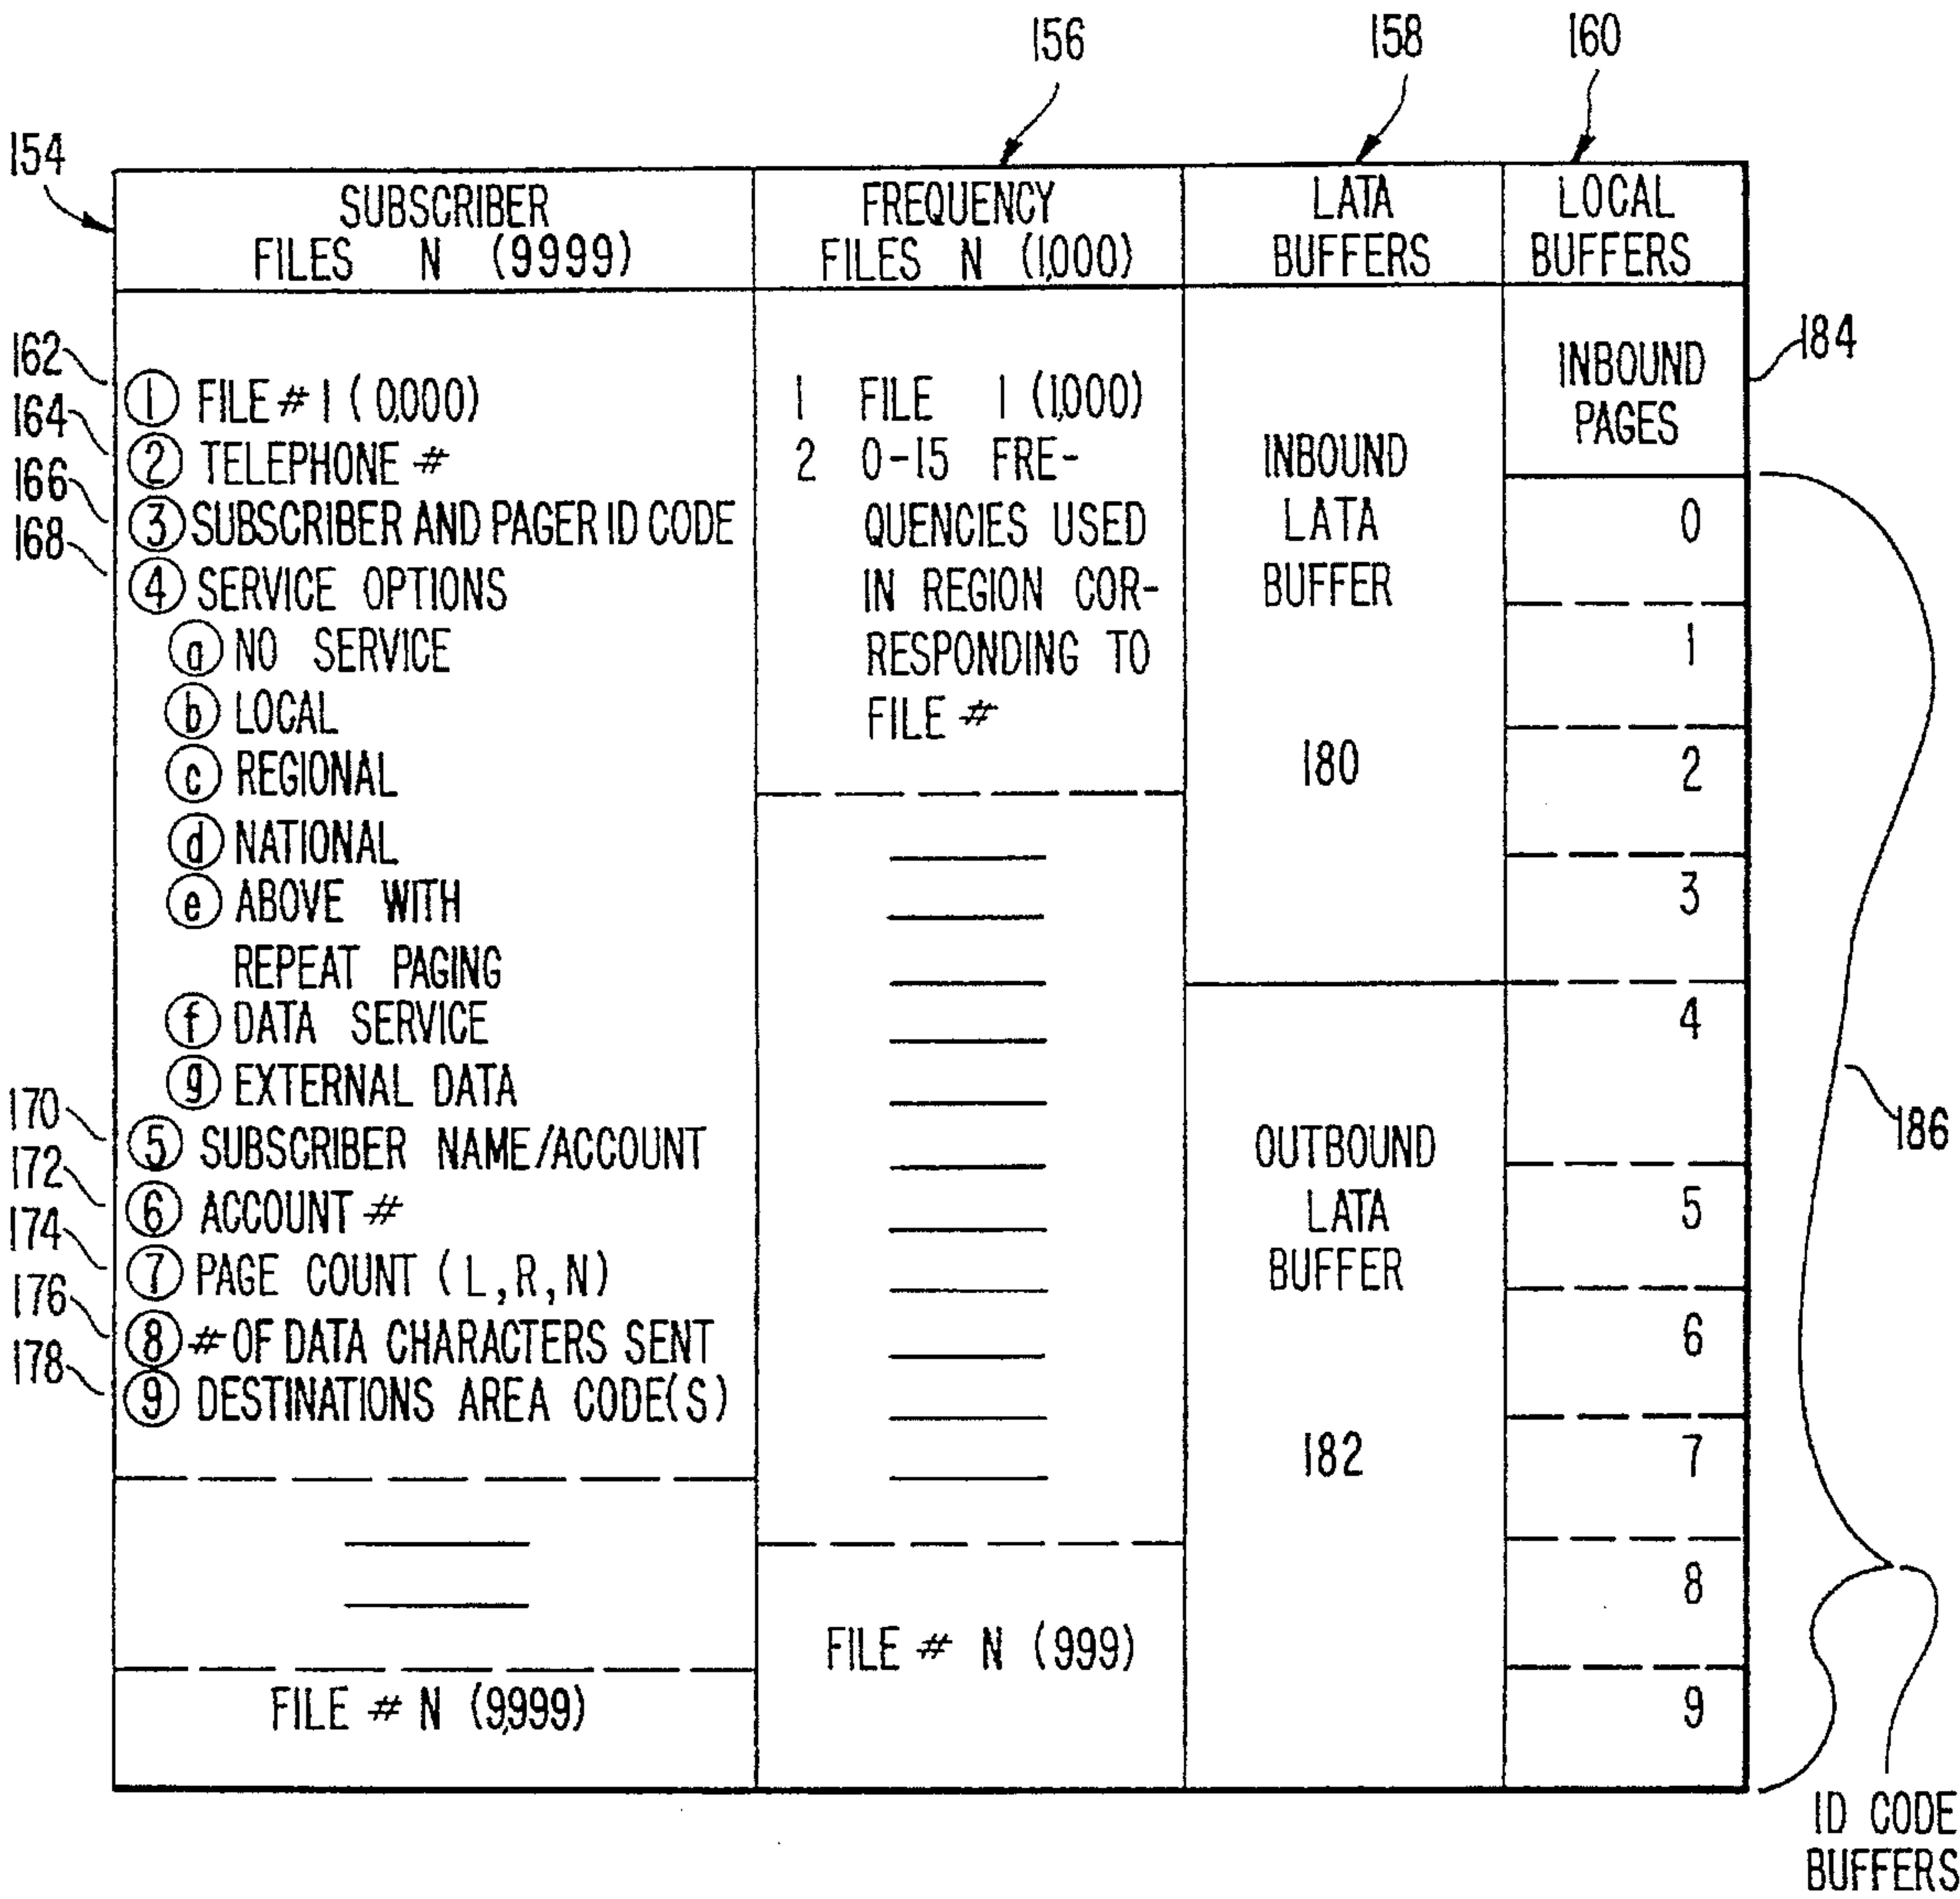 156
158
160
154
SUBSCRIBER
FILES N (9999)
FREQUENCY
FILES N (1,000)
LATA
BUFFERS
LOCAL
BUFFERS
162
164
166
168
170
172
174
176
178
1 FILE # 1 (0,000)
2 TELEPHONE #
3 SUBSCRIBER AND PAGER ID CODE
4 SERVICE OPTIONS
a NO SERVICE
b LOCAL
c REGIONAL
d NATIONAL
e ABOVE WITH
REPEAT PAGING
f DATA SERVICE
g EXTERNAL DATA
5 SUBSCRIBER NAME/ACCOUNT
6 ACCOUNT #
7 PAGE COUNT (L,R,N)
8 # OF DATA CHARACTERS SENT
9 DESTINATIONS AREA CODE(S)
FILE # N (9,999)
1 FILE 1 (1,000)
2 0-15 FRE-
QUENCIES USED
IN REGION COR-
RESPONDING TO
FILE #
FILE # N (999)
INBOUND
LATA
BUFFER
180
OUTBOUND
LATA
BUFFER
182
INBOUND
PAGES
184
0
1
2
3
4
5
6
7
8
9
186
ID CODE
BUFFERS